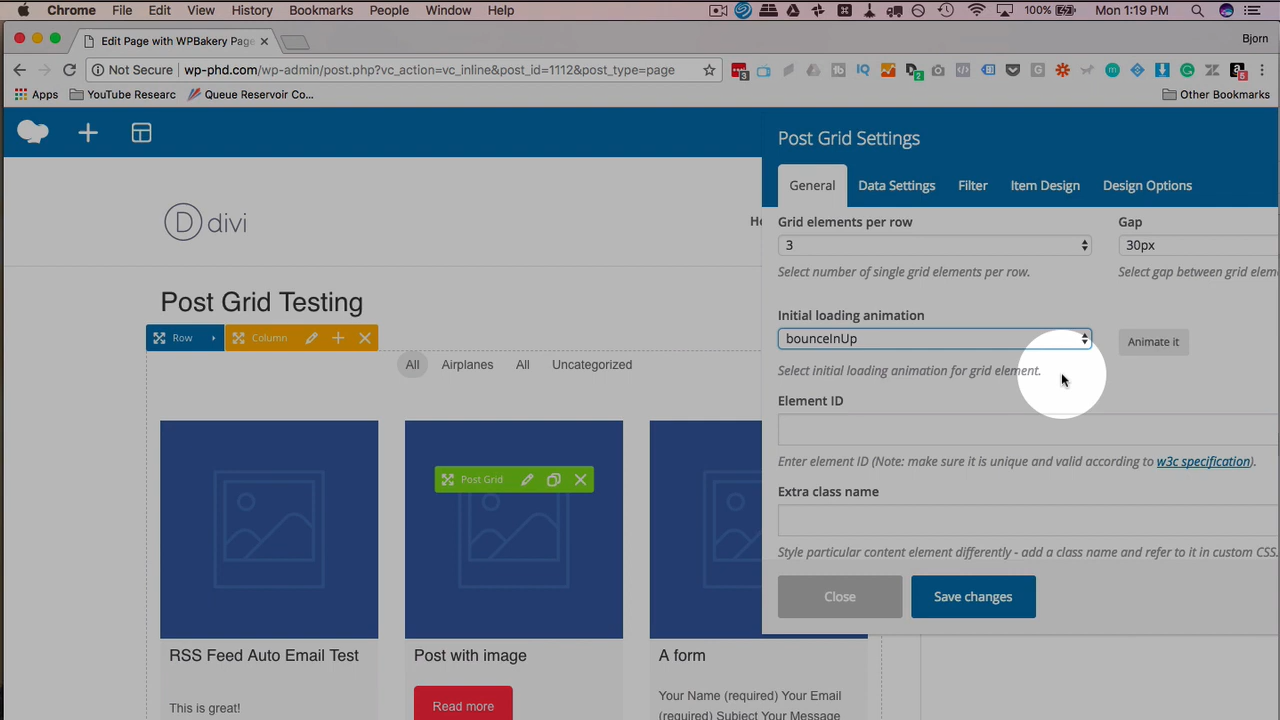 Chrome File Edit View History Bookmarks People Window Help 100% Mon 1:19 PM
Edit Page with WPBakery Page Bjorn
Not Secure wp-phd.com/wp-admin/post.php?vc_action=vc_inline&post_id=1112&post_type=page
Apps YouTube Researc Queue Reservoir Co... Other Bookmarks
Post Grid Settings
General Data Settings Filter Item Design Design Options
Grid elements per row Gap
D divi
3 30px
Select number of single grid elements per row. Select gap between grid elem
Post Grid Testing
Initial loading animation
Row Column
bounceInUp Animate it
All Airplanes All Uncategorized
Select initial loading animation for grid element.
Element ID
Enter element ID (Note: make sure it is unique and valid according to w3c specification).
Post Grid
Extra class name
Style particular content element differently - add a class name and refer to it in custom CSS.
Close Save changes
RSS Feed Auto Email Test Post with image A form
This is great! Read more Your Name (required) Your Email
(required) Subject Your Message